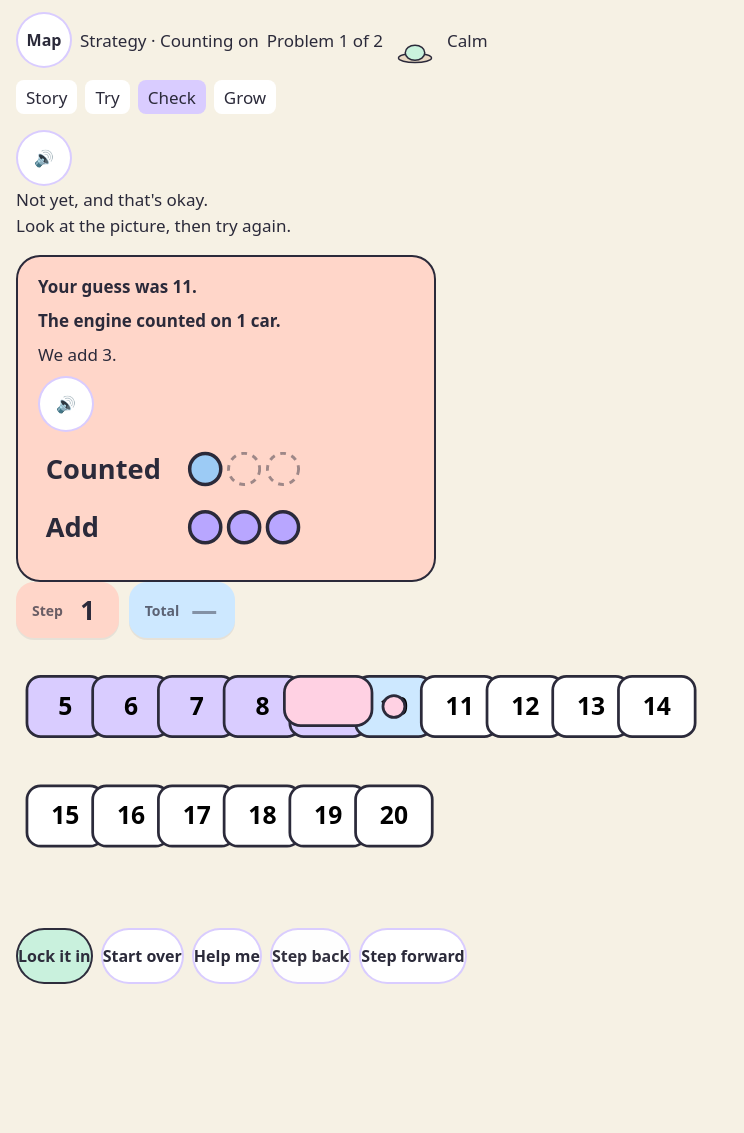 Map Strategy · Counting on Problem 1 of 2 Calm
Story Try Check Grow
Not yet, and that's okay.
Look at the picture, then try again.
Your guess was 11.
The engine counted on 1 car.
We add 3.
Counted
Add
Step 1 Total —
5 6 7 8 11 12 13 14
15 16 17 18 19 20
Lock it in Start over Help me Step back Step forward